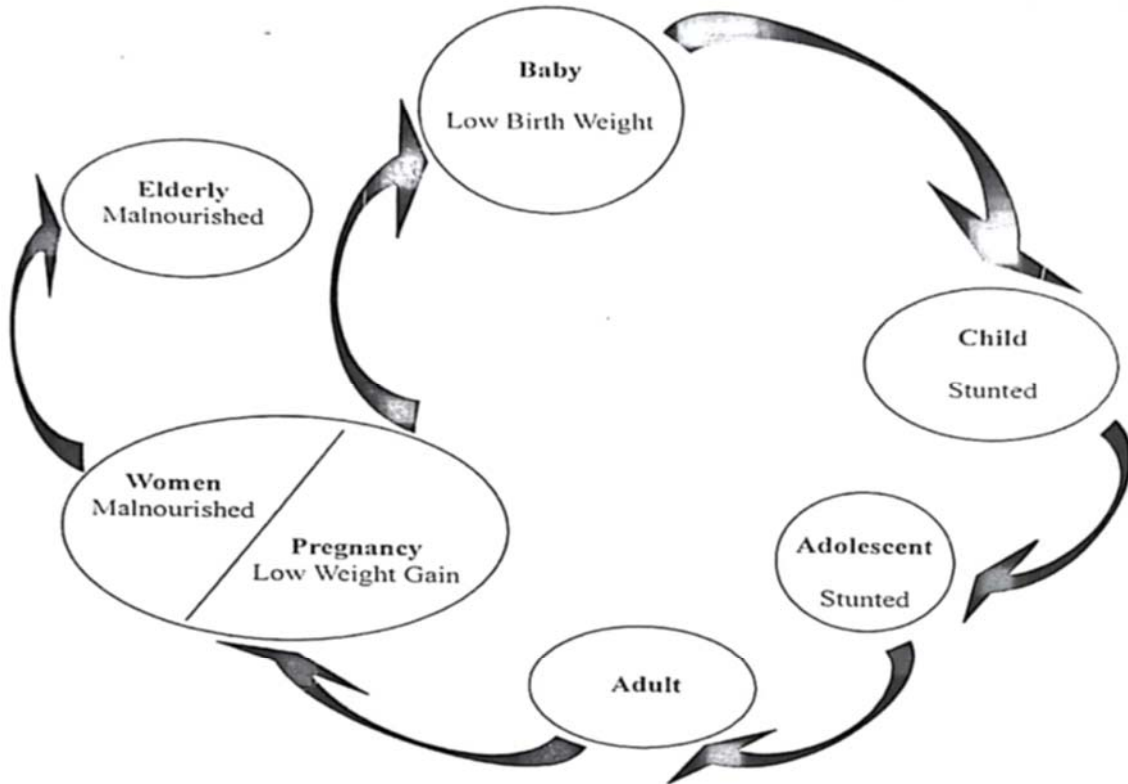 Baby
Low Birth Weight
Elderly
Malnourished
Child
Stunted
Women
Malnourished
Pregnancy
Low Weight Gain
Adolescent
Stunted
Adult